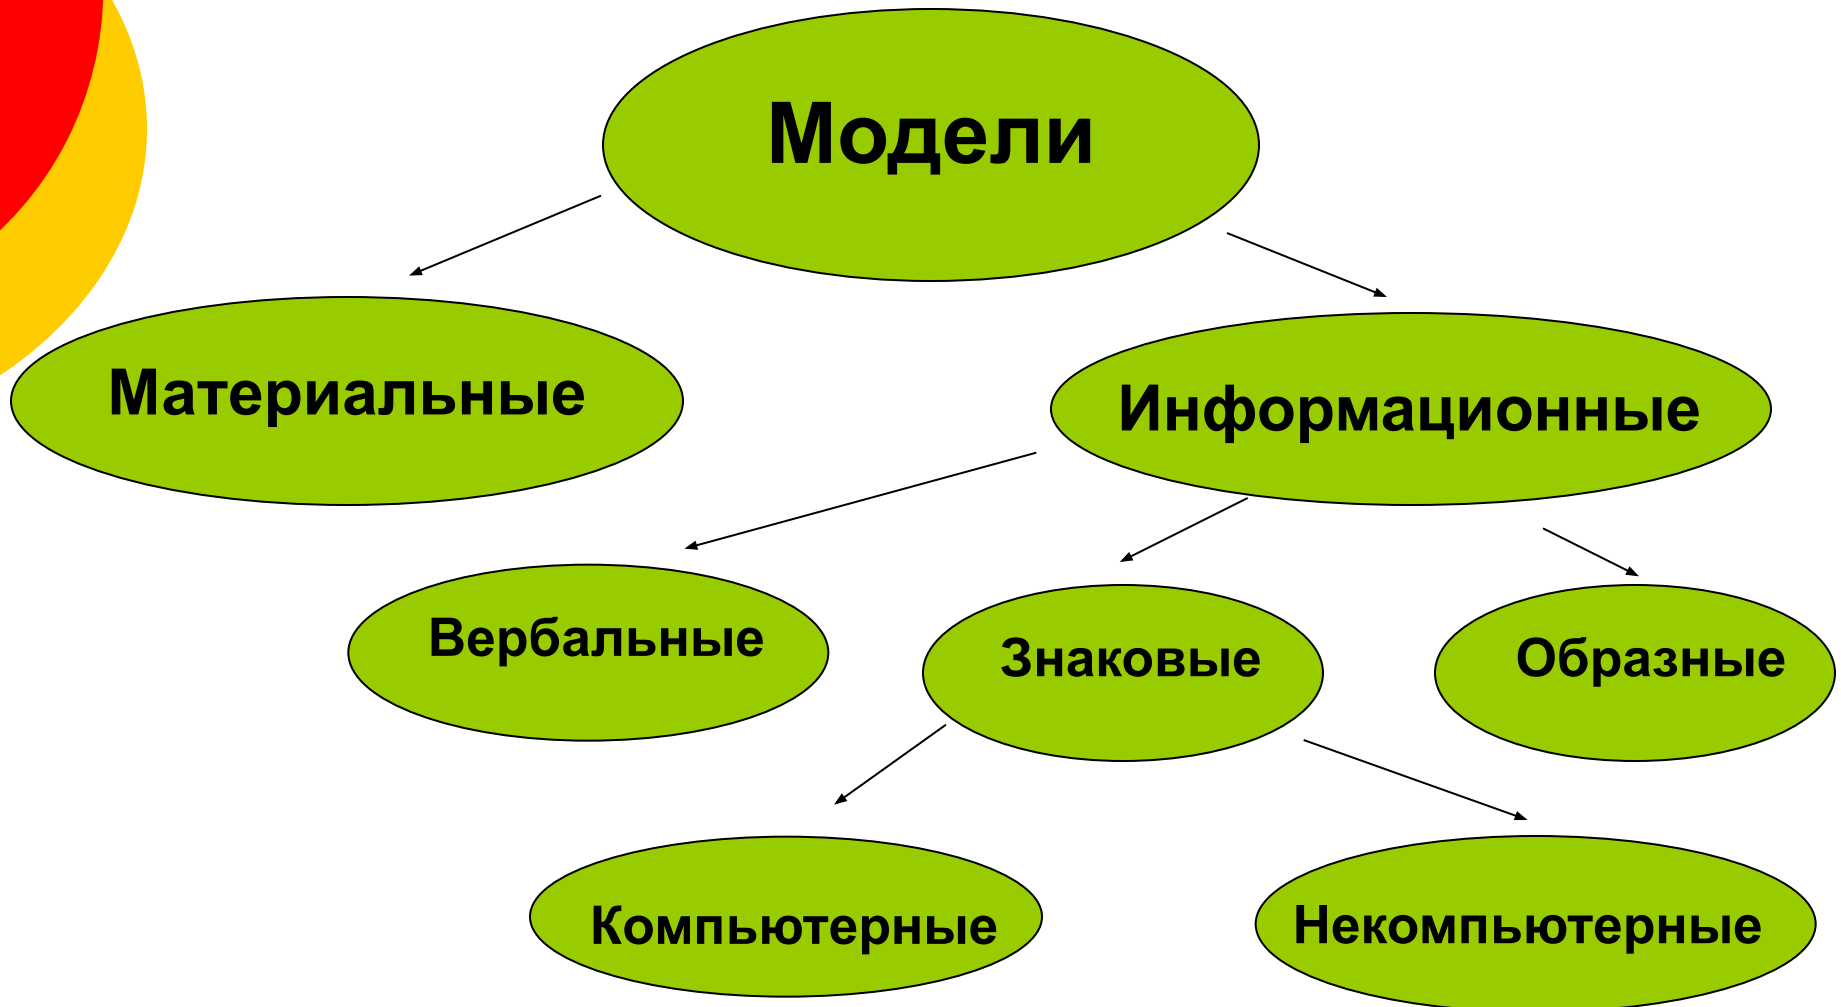 Модели
Материальные
Информационные
Вербальные
Знаковые
Образные
Компьютерные
Некомпьютерные